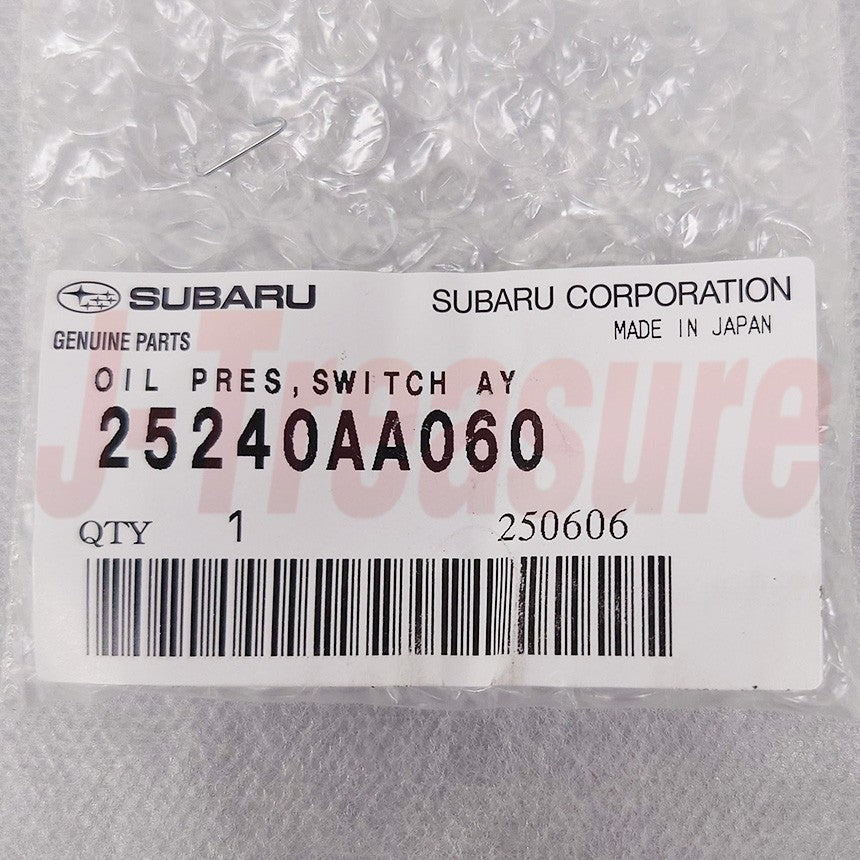 SUBARU SUBARU CORPORATION
GENUINE PARTS MADE IN JAPAN
OIL PRES,SWITCH AY
25240AA060
J-Treasure
QTY 1 250606